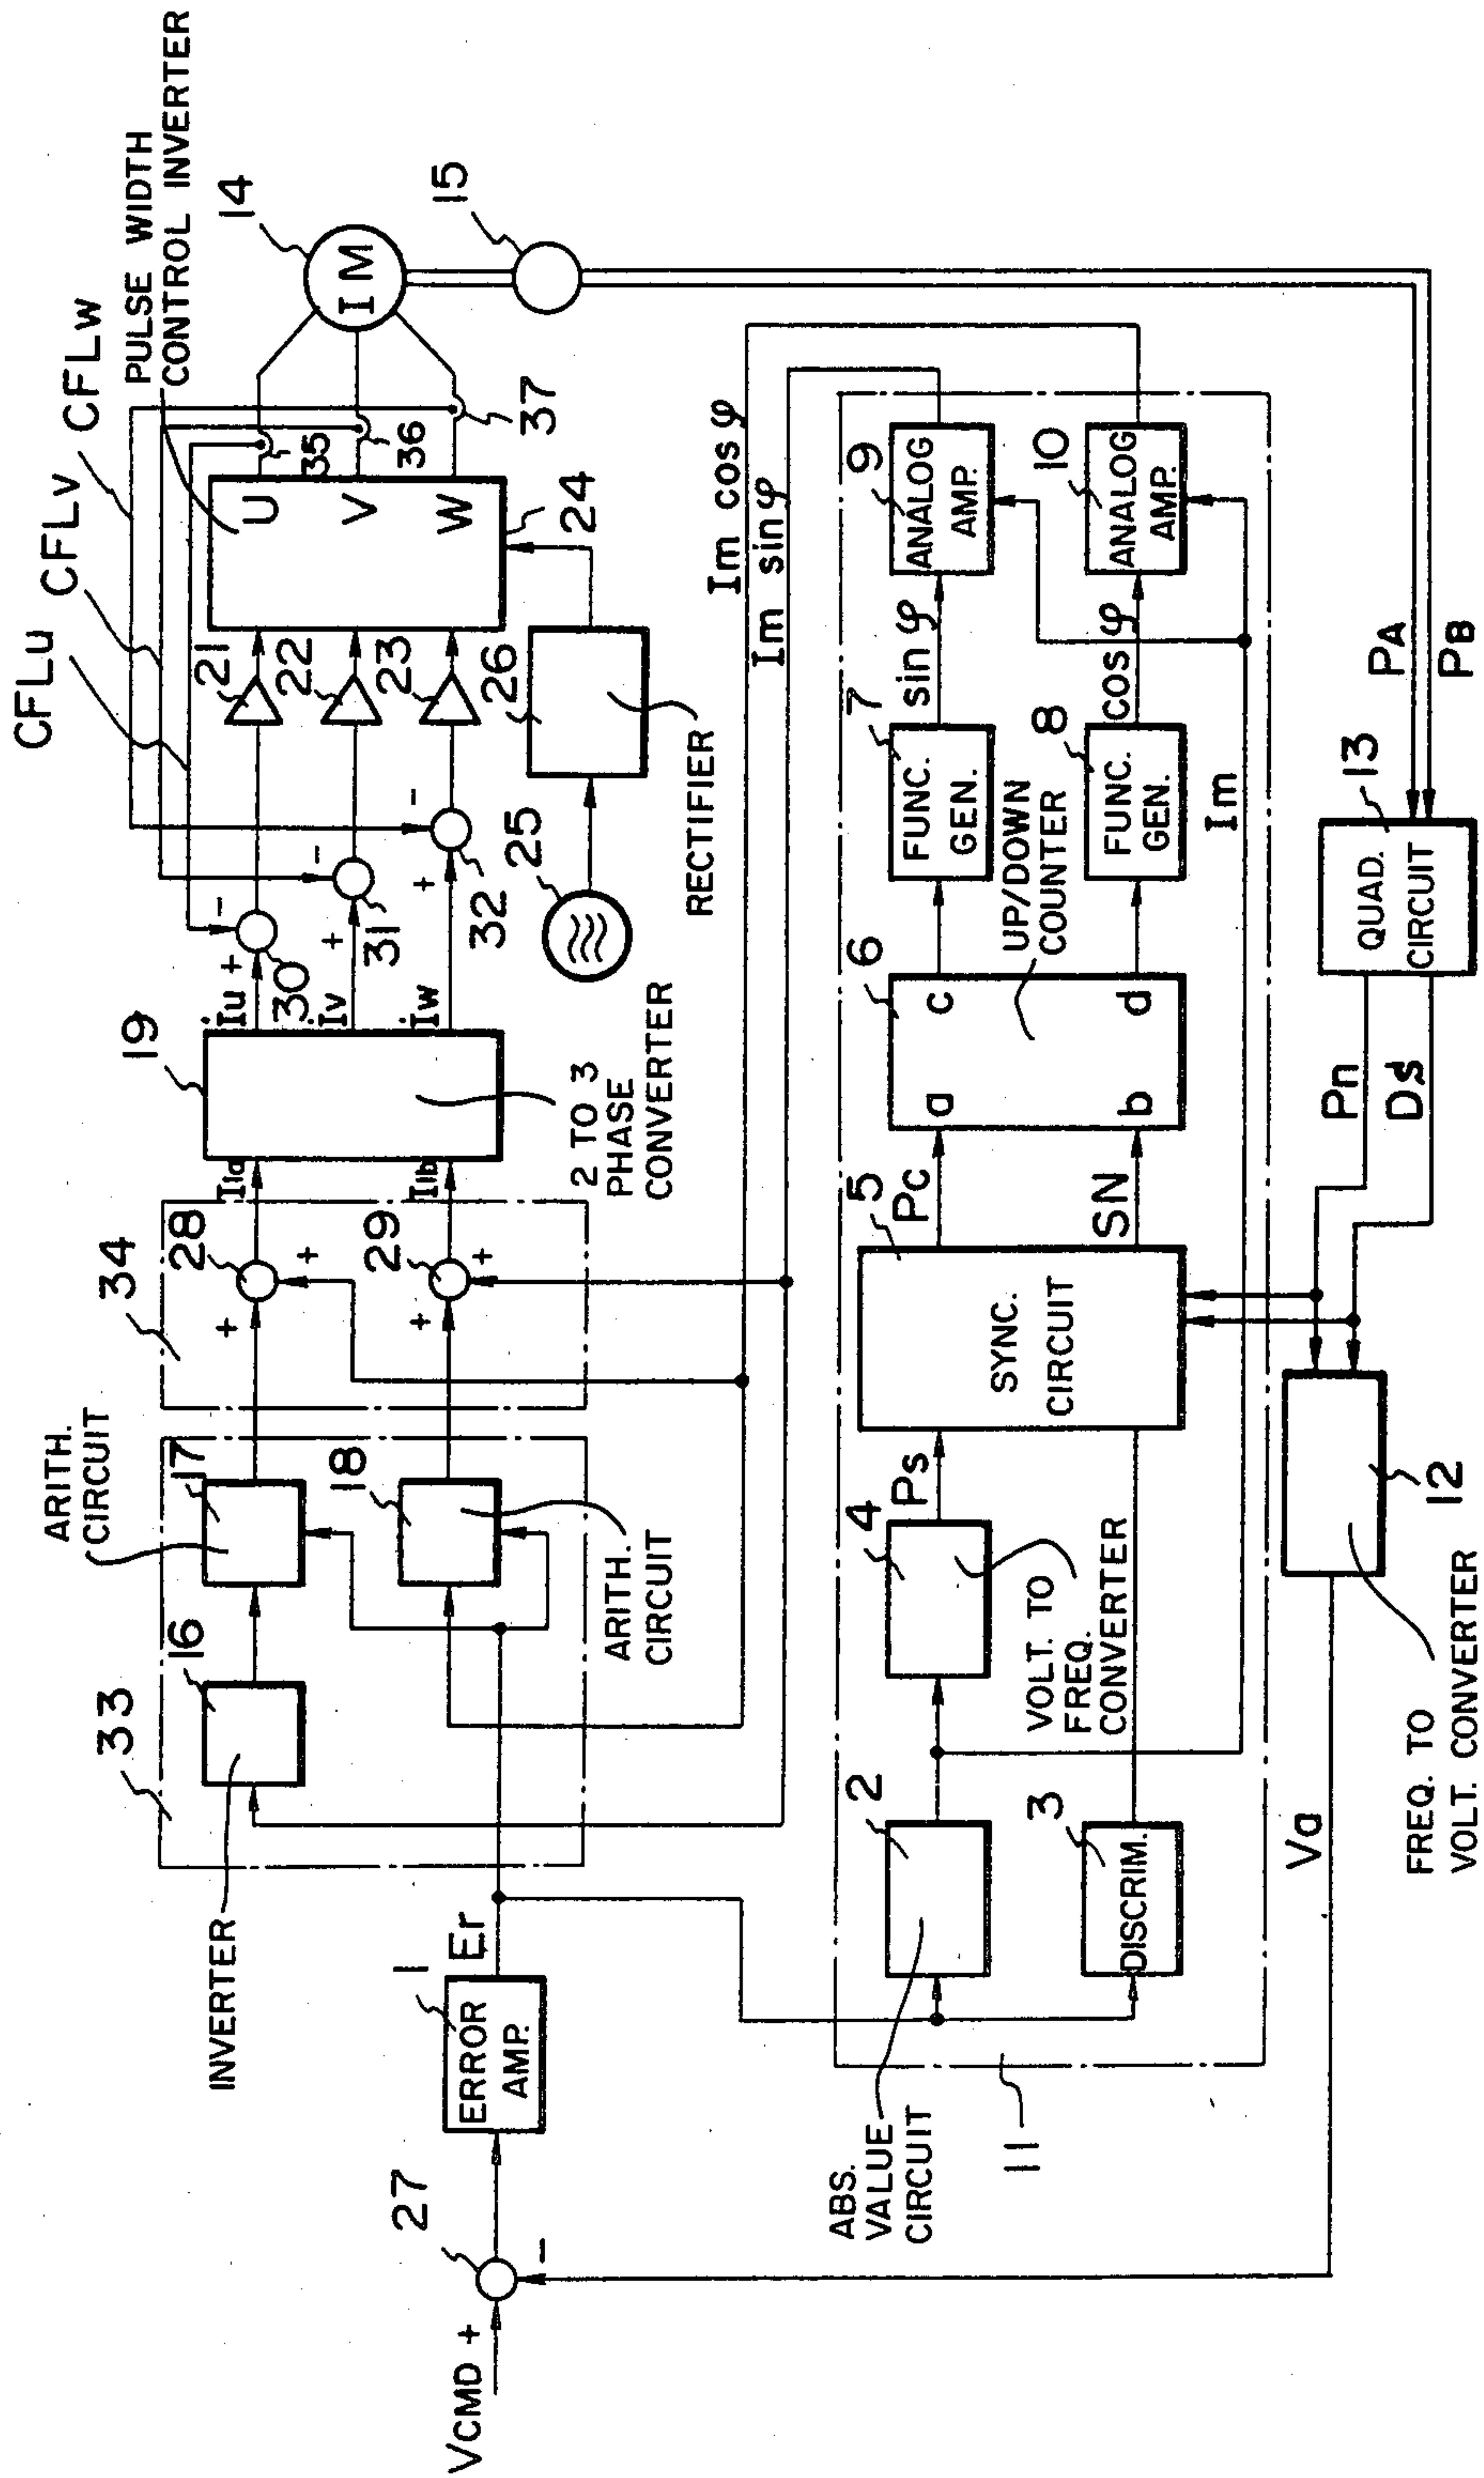 VCMD +
27
-
1
ERROR
AMP.
Er
33
INVERTER
16
ARITH.
CIRCUIT
17
18
ARITH.
CIRCUIT
34
28
+
+
29
+
+
I1a
I1b
19
2 TO 3
PHASE
CONVERTER
iu
iv
iw
+
-
30
+
-
31
+
-
32
CFLu
CFLv
CFLw
PULSE WIDTH
CONTROL INVERTER
21
22
23
U
V
W
24
25
26
RECTIFIER
35
36
37
14
IM
15
Im cos φ
Im sin φ
11
ABS.
VALUE
CIRCUIT
2
3
DISCRIM.
4
VOLT. TO
FREQ.
CONVERTER
Ps
5
SYNC.
CIRCUIT
Pc
SN
6
a
b
c
d
UP/DOWN
COUNTER
7
FUNC.
GEN.
8
FUNC.
GEN.
sin φ
cos φ
Im
9
ANALOG
AMP.
10
ANALOG
AMP.
PA
PB
13
QUAD.
CIRCUIT
Pn
Ds
12
FREQ. TO
VOLT. CONVERTER
Va